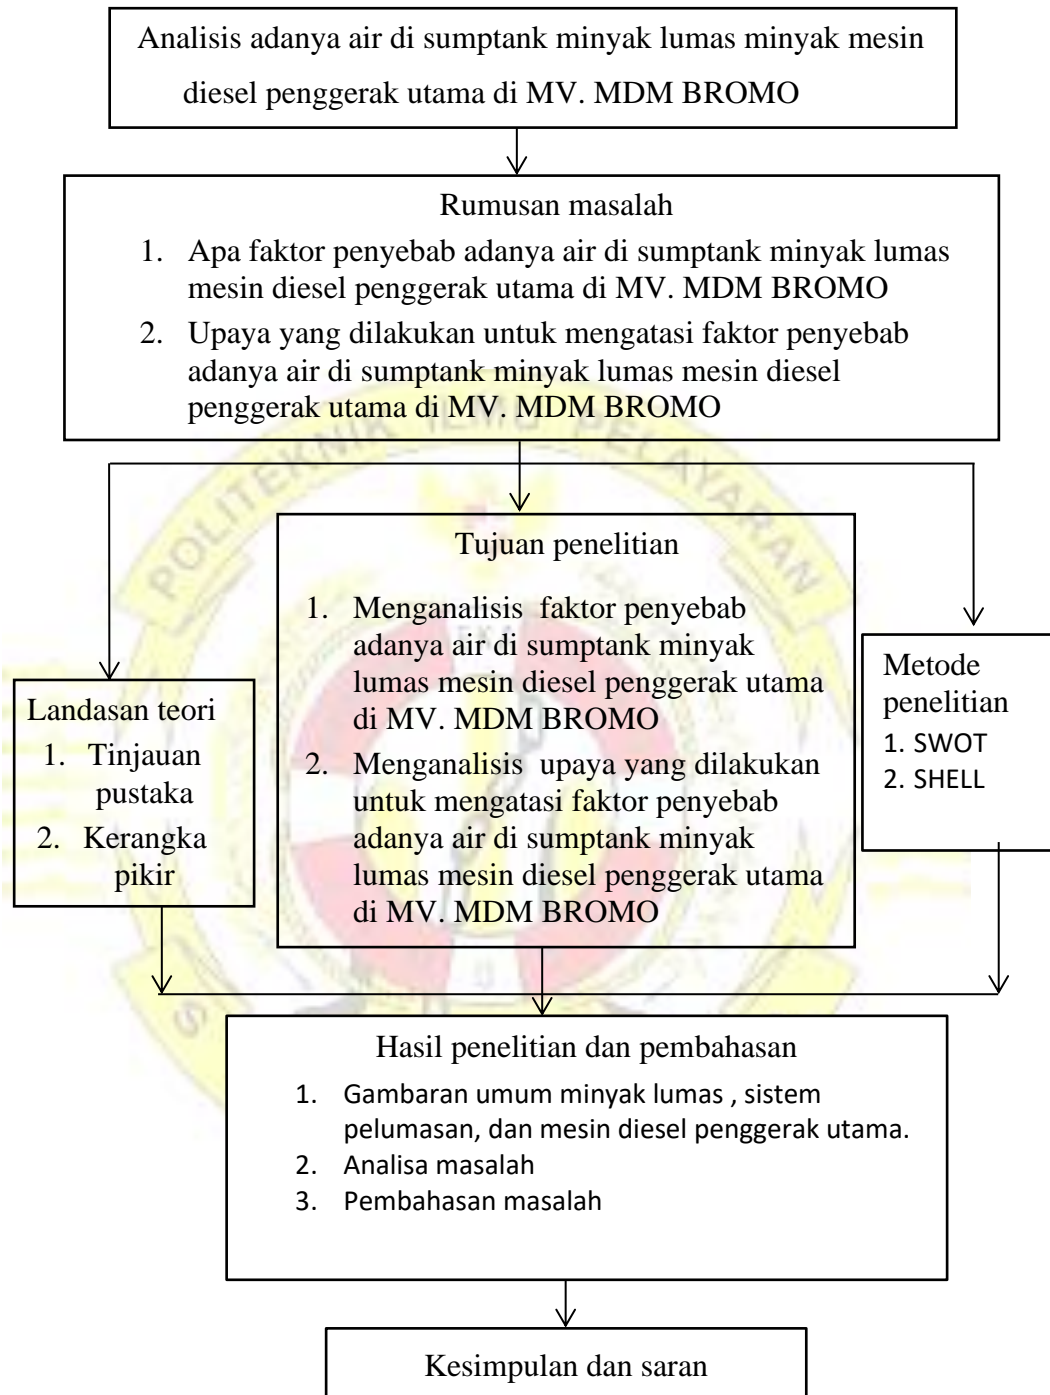 Analisis adanya air di sumptank minyak lumas minyak mesin
diesel penggerak utama di MV. MDM BROMO
Rumusan masalah
1. Apa faktor penyebab adanya air di sumptank minyak lumas
mesin diesel penggerak utama di MV. MDM BROMO
2. Upaya yang dilakukan untuk mengatasi faktor penyebab
adanya air di sumptank minyak lumas mesin diesel
penggerak utama di MV. MDM BROMO
POLITEKNIK ILMU PELAYARAN
Tujuan penelitian
1. Menganalisis faktor penyebab
adanya air di sumptank minyak
lumas mesin diesel penggerak utama
di MV. MDM BROMO
2. Menganalisis upaya yang dilakukan
untuk mengatasi faktor penyebab
adanya air di sumptank minyak
lumas mesin diesel penggerak utama
di MV. MDM BROMO
Landasan teori
1. Tinjauan
pustaka
2. Kerangka
pikir
Metode
penelitian
1. SWOT
2. SHELL
Hasil penelitian dan pembahasan
1. Gambaran umum minyak lumas , sistem
pelumasan, dan mesin diesel penggerak utama.
2. Analisa masalah
3. Pembahasan masalah
Kesimpulan dan saran